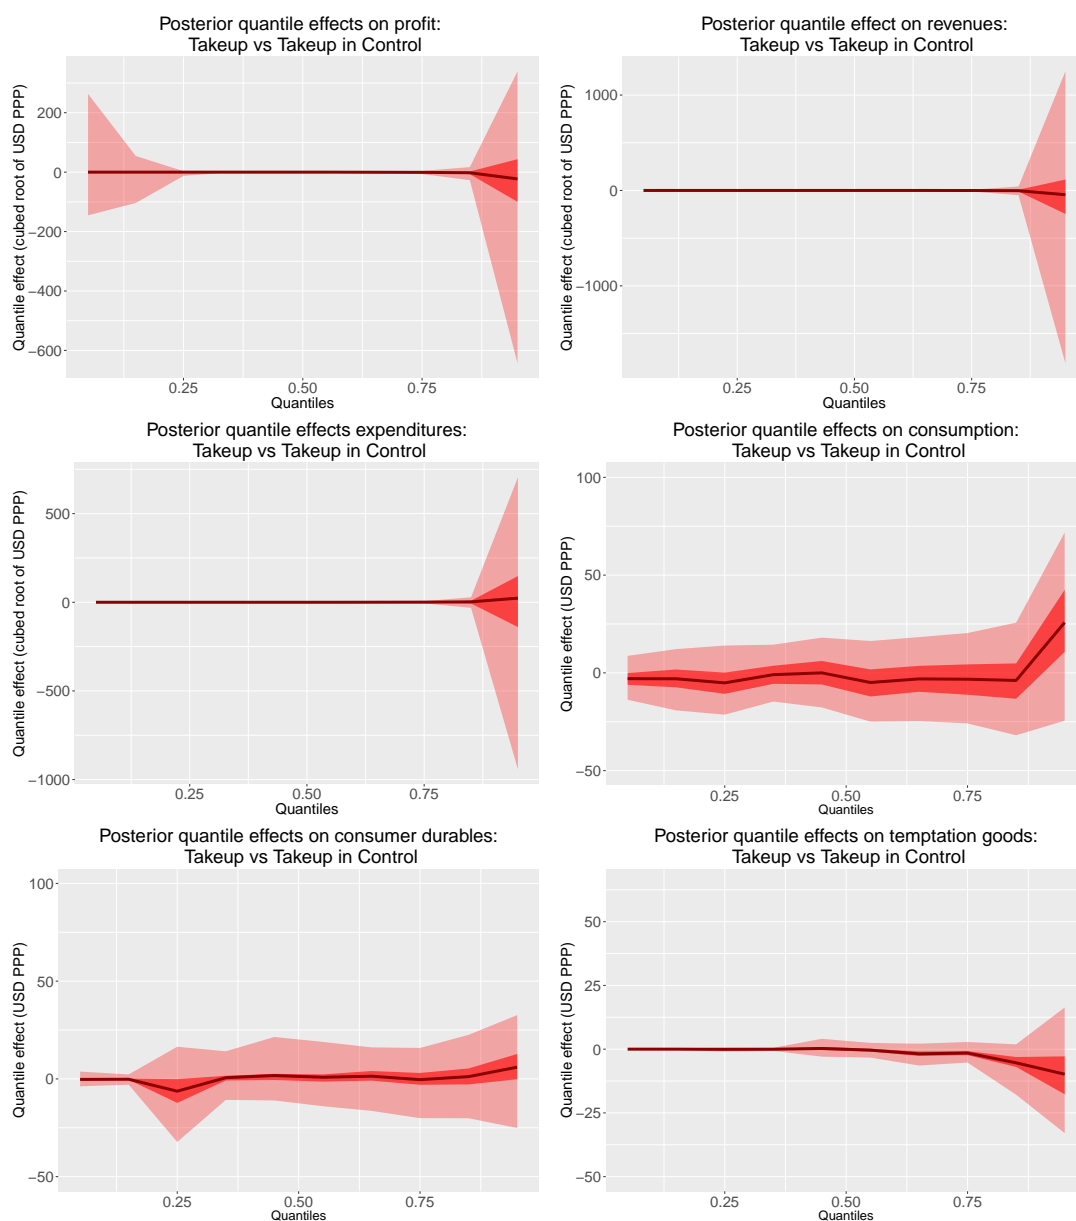 Posterior quantile effects on profit:
Takeup vs Takeup in Control
Quantile effect (cubed root of USD PPP)
200
0
−200
−400
−600
0.25 0.50 0.75
Quantiles
Posterior quantile effect on revenues:
Takeup vs Takeup in Control
Quantile effect (cubed root of USD PPP)
1000
0
−1000
0.25 0.50 0.75
Quantiles
Posterior quantile effects expenditures:
Takeup vs Takeup in Control
Quantile effect (cubed root of USD PPP)
500
0
−500
−1000
0.25 0.50 0.75
Quantiles
Posterior quantile effects on consumption:
Takeup vs Takeup in Control
Quantile effect (USD PPP)
100
50
0
−50
0.25 0.50 0.75
Quantiles
Posterior quantile effects on consumer durables:
Takeup vs Takeup in Control
Quantile effect (USD PPP)
100
50
0
−50
0.25 0.50 0.75
Quantiles
Posterior quantile effects on temptation goods:
Takeup vs Takeup in Control
Quantile effect (USD PPP)
50
25
0
−25
−50
0.25 0.50 0.75
Quantiles